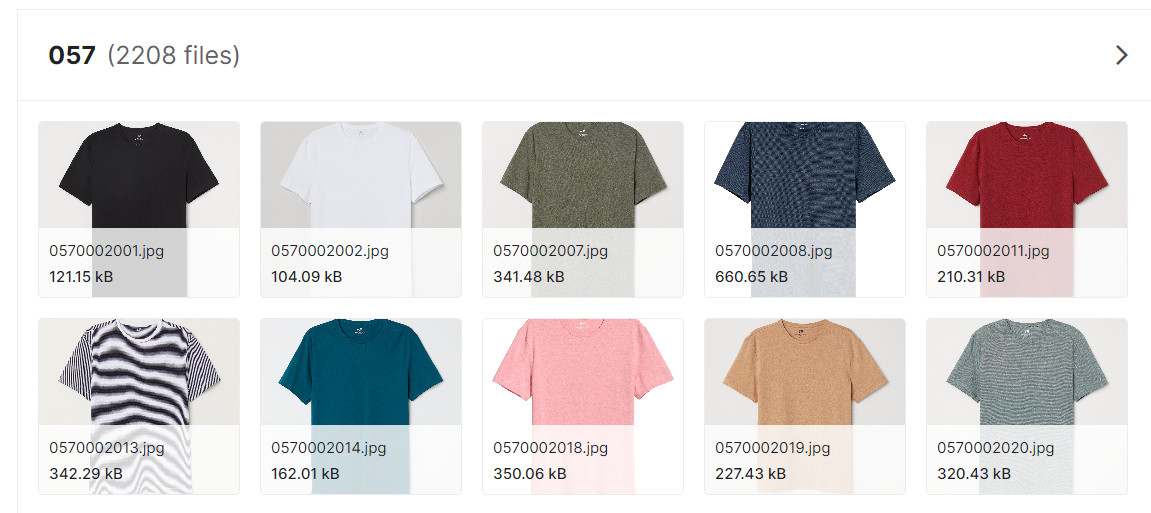 057 (2208 files)
0570002001.jpg
121.15 kB
0570002002.jpg
104.09 kB
0570002007.jpg
341.48 kB
0570002008.jpg
660.65 kB
0570002011.jpg
210.31 kB
0570002013.jpg
342.29 kB
0570002014.jpg
162.01 kB
0570002018.jpg
350.06 kB
0570002019.jpg
227.43 kB
0570002020.jpg
320.43 kB